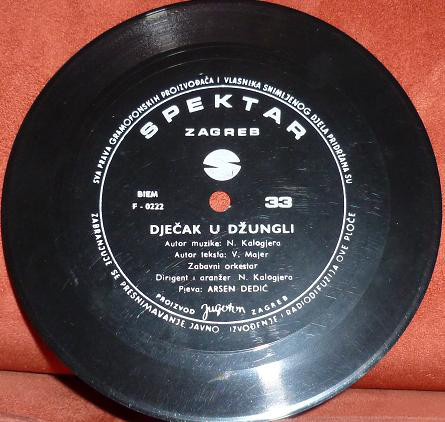 SVA PRAVA GRAMOFONSKIH PROIZVOĐAČA I VLASNIKA SNIMLJENOG DJELA PRIDRŽANA SU
SPEKTAR
ZAGREB
BIEM
F - 0222
33
DJEČAK U DŽUNGLI
Autor muzike: N. Kalogjera
Autor teksta: V. Majer
Zabavni orkestar
Dirigent i aranžer N. Kalogjera
Pjeva: ARSEN DEDIĆ
PROIZVOD Jugoton ZAGREB
ZABRANJUJE SE PRESNIMAVANJE JAVNO IZVOĐENJE I RADIODIFUZIJA OVE PLOČE